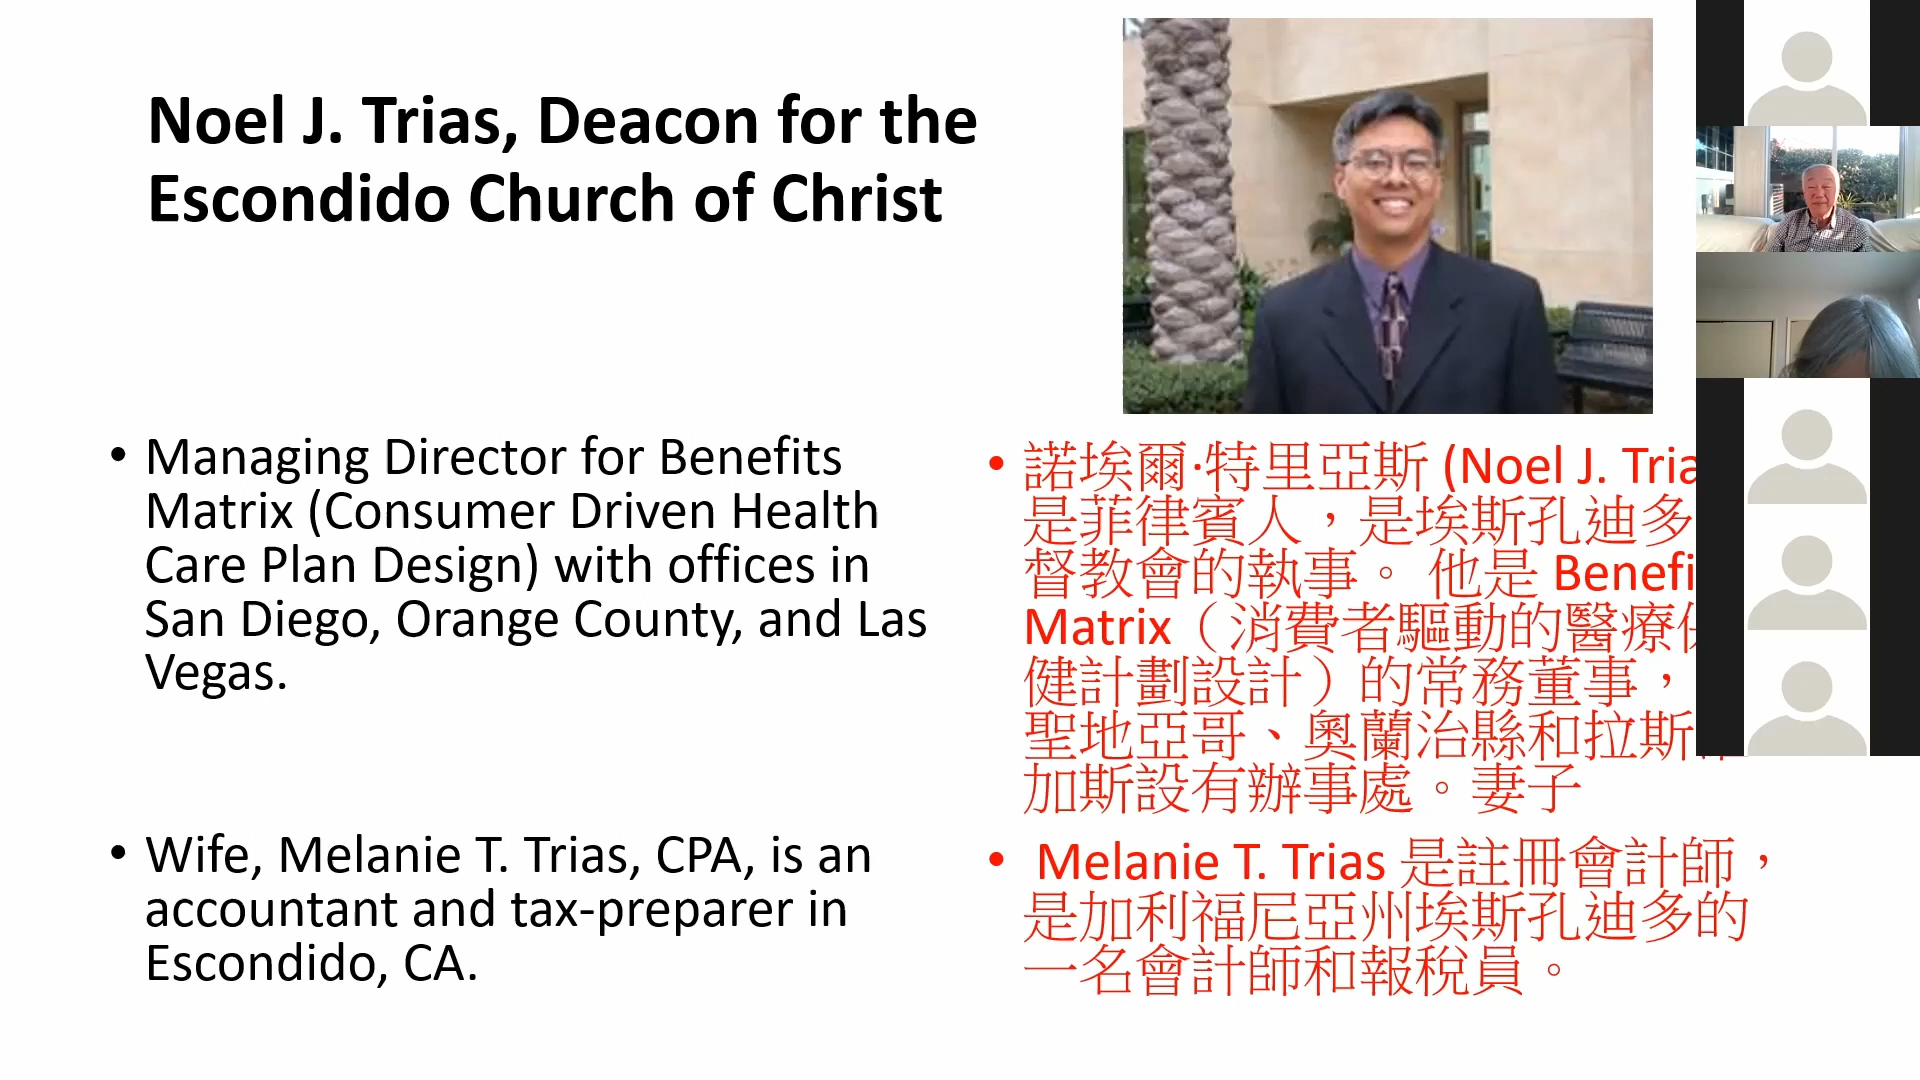 Noel J. Trias, Deacon for the
Escondido Church of Christ
• Managing Director for Benefits
Matrix (Consumer Driven Health
Care Plan Design) with offices in
San Diego, Orange County, and Las
Vegas.
• Wife, Melanie T. Trias, CPA, is an
accountant and tax-preparer in
Escondido, CA.
• 諾埃爾·特里亞斯 (Noel J.
是菲律賓人，是埃斯孔迪多
督教會的執事。 他是
Matrix（消費者驅動的醫療
健計劃設計）的常務董事，
聖地亞哥、奧蘭治縣和拉斯
加斯設有辦事處。妻子
• Melanie T. Trias 是註冊會計師，
是加利福尼亞州埃斯孔迪多的
一名會計師和報稅員。